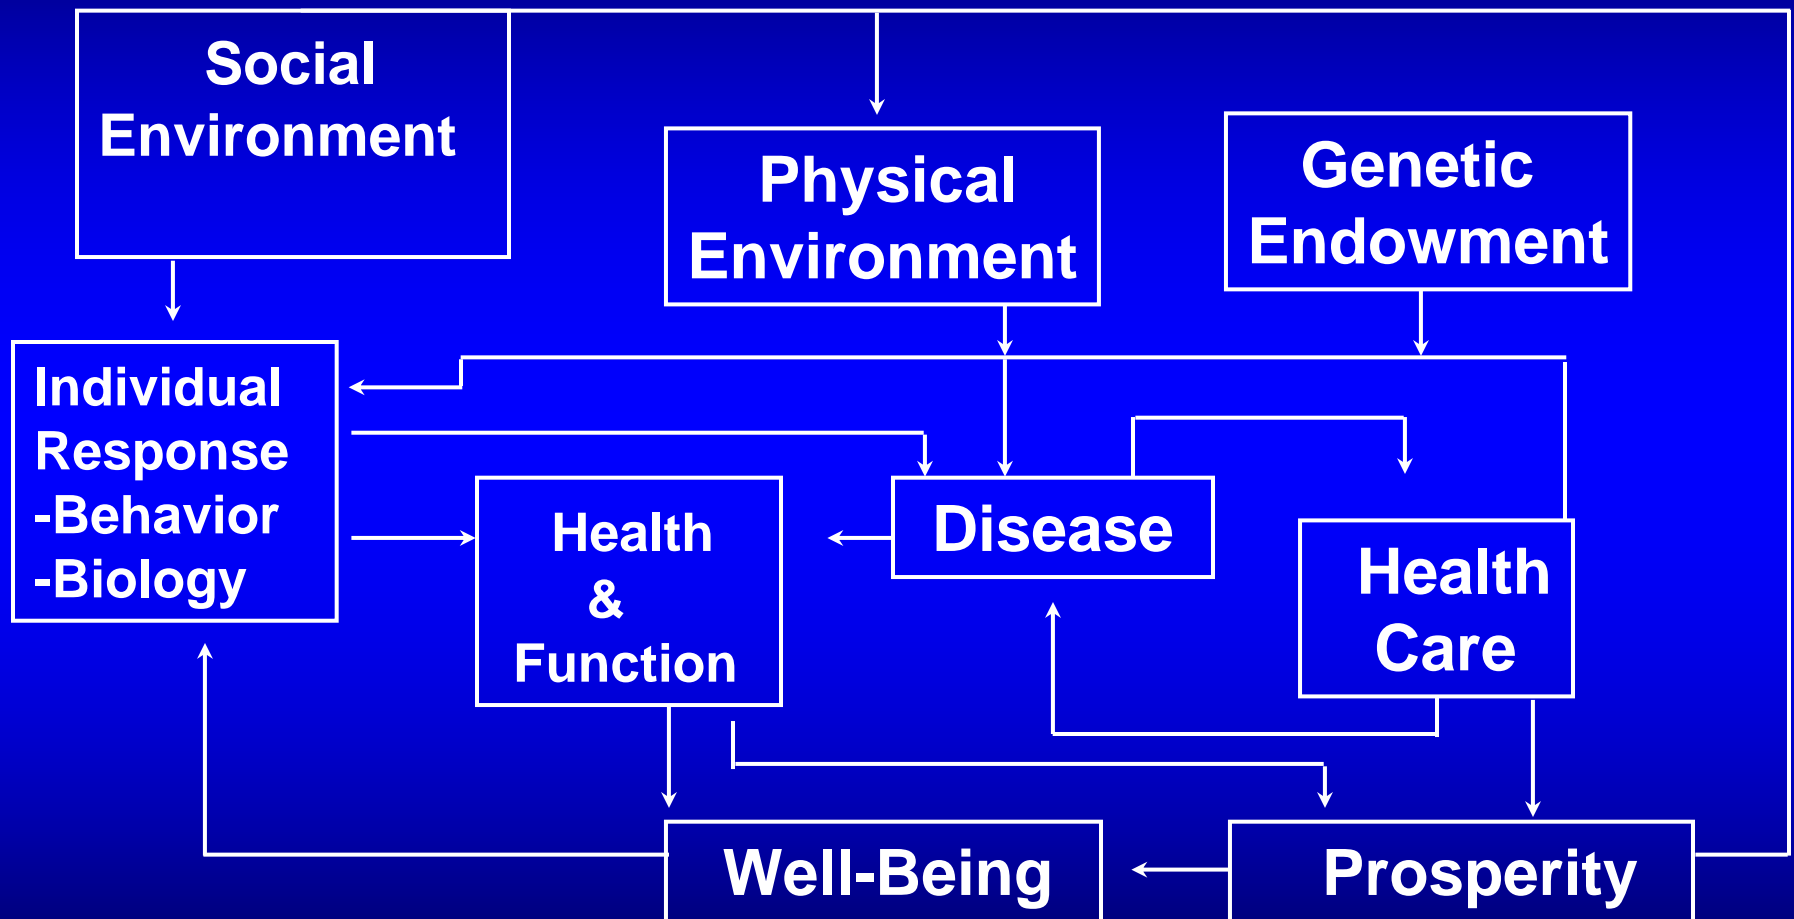 Social
Environment
Physical
Environment
Genetic
Endowment
Individual
Response
-Behavior
-Biology
Health
&
Function
Disease
Health
Care
Well-Being
Prosperity